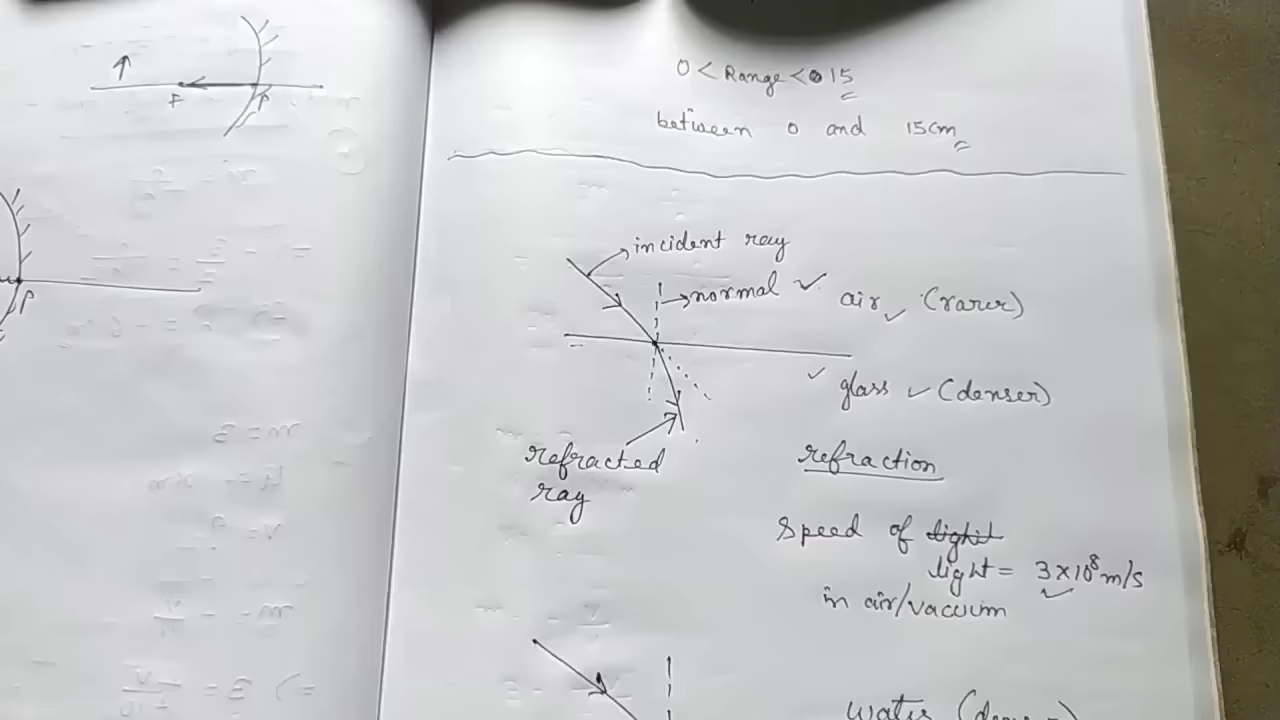 F
P
P
0 < Range < 15
between 0 and 15cm
incident ray
normal
air (rarer)
glass (denser)
refracted
ray
refraction
Speed of light
light = 3×10⁸ m/s
in air/vacuum
water